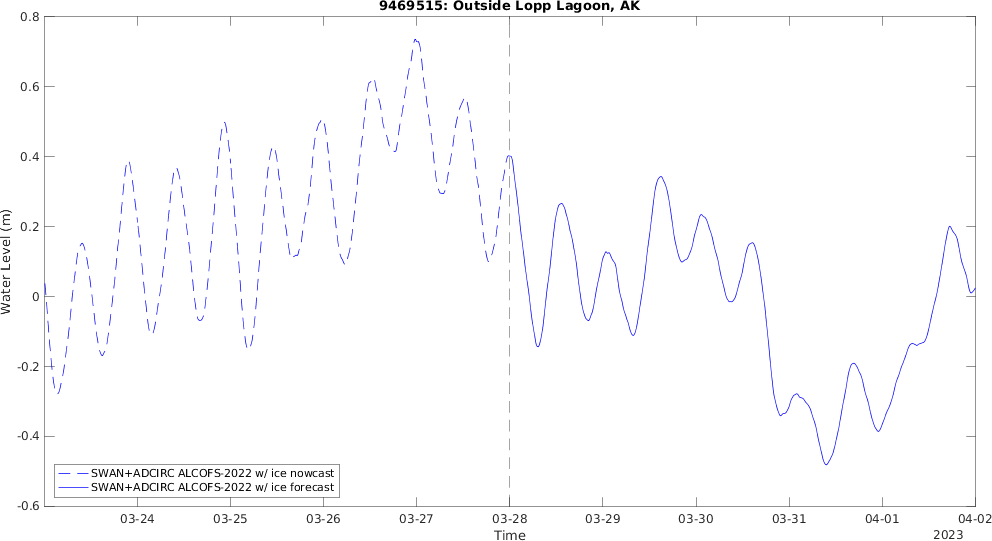 9469515: Outside Lopp Lagoon, AK
Water Level (m)
0.8
0.6
0.4
0.2
0
-0.2
-0.4
-0.6
SWAN+ADCIRC ALCOFS-2022 w/ ice nowcast
SWAN+ADCIRC ALCOFS-2022 w/ ice forecast
03-24 03-25 03-26 03-27 03-28 03-29 03-30 03-31 04-01 04-02
Time
2023